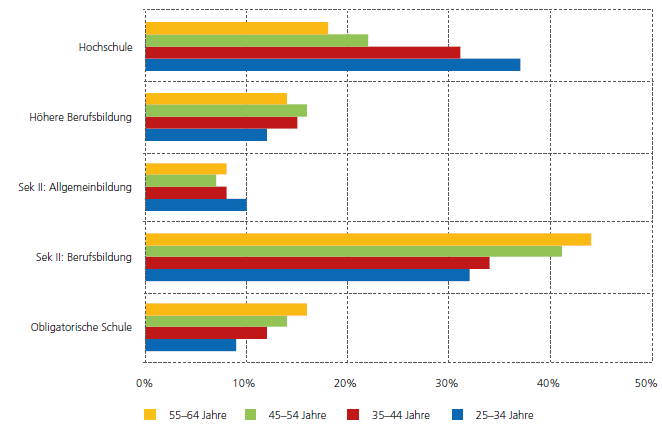 Hochschule
Höhere Berufsbildung
Sek II: Allgemeinbildung
Sek II: Berufsbildung
Obligatorische Schule
0% 10% 20% 30% 40% 50%
55–64 Jahre 45–54 Jahre 35–44 Jahre 25–34 Jahre